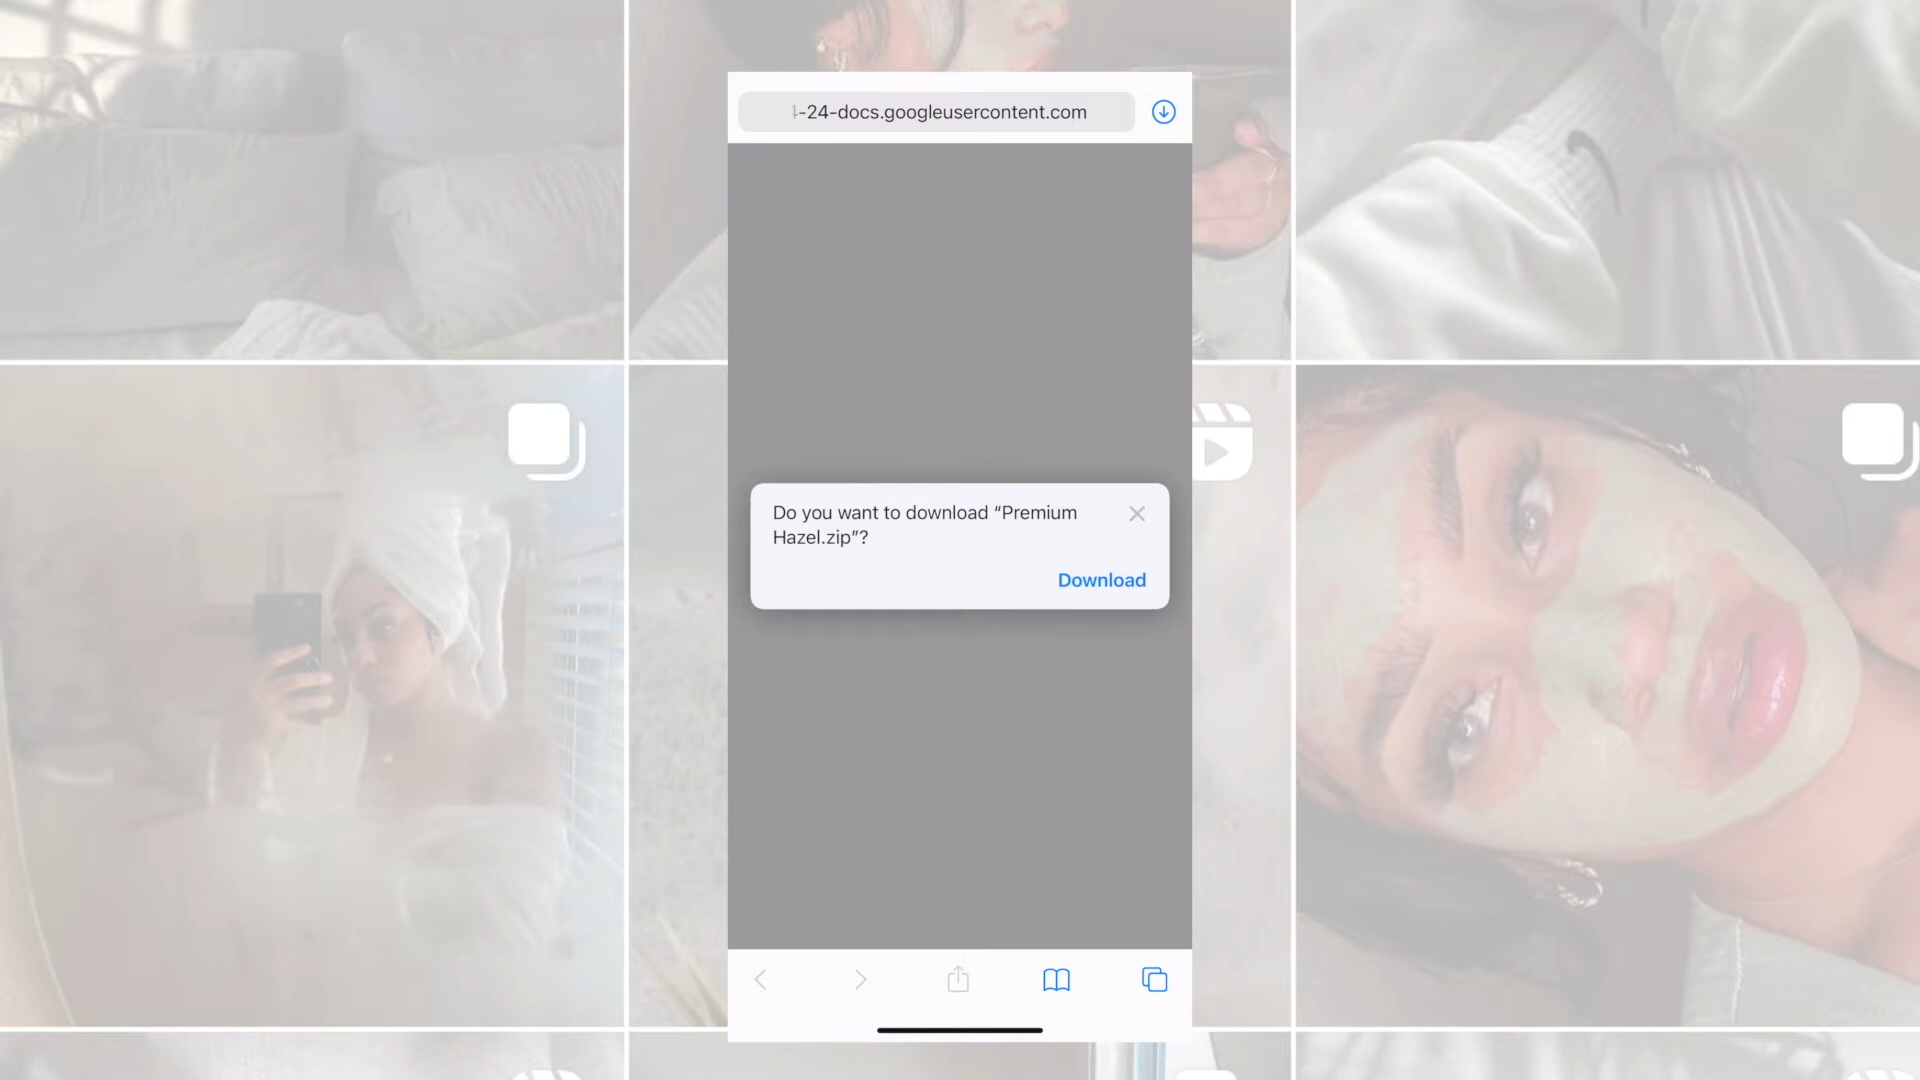 -24-docs.googleusercontent.com
Do you want to download “Premium
Hazel.zip”?
Download